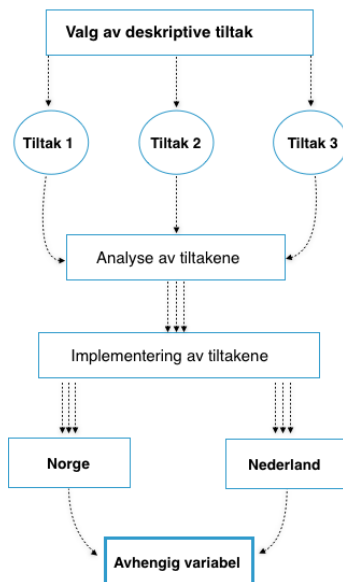 Valg av deskriptive tiltak
Tiltak 1 Tiltak 2 Tiltak 3
Analyse av tiltakene
Implementering av tiltakene
Norge Nederland
Avhengig variabel